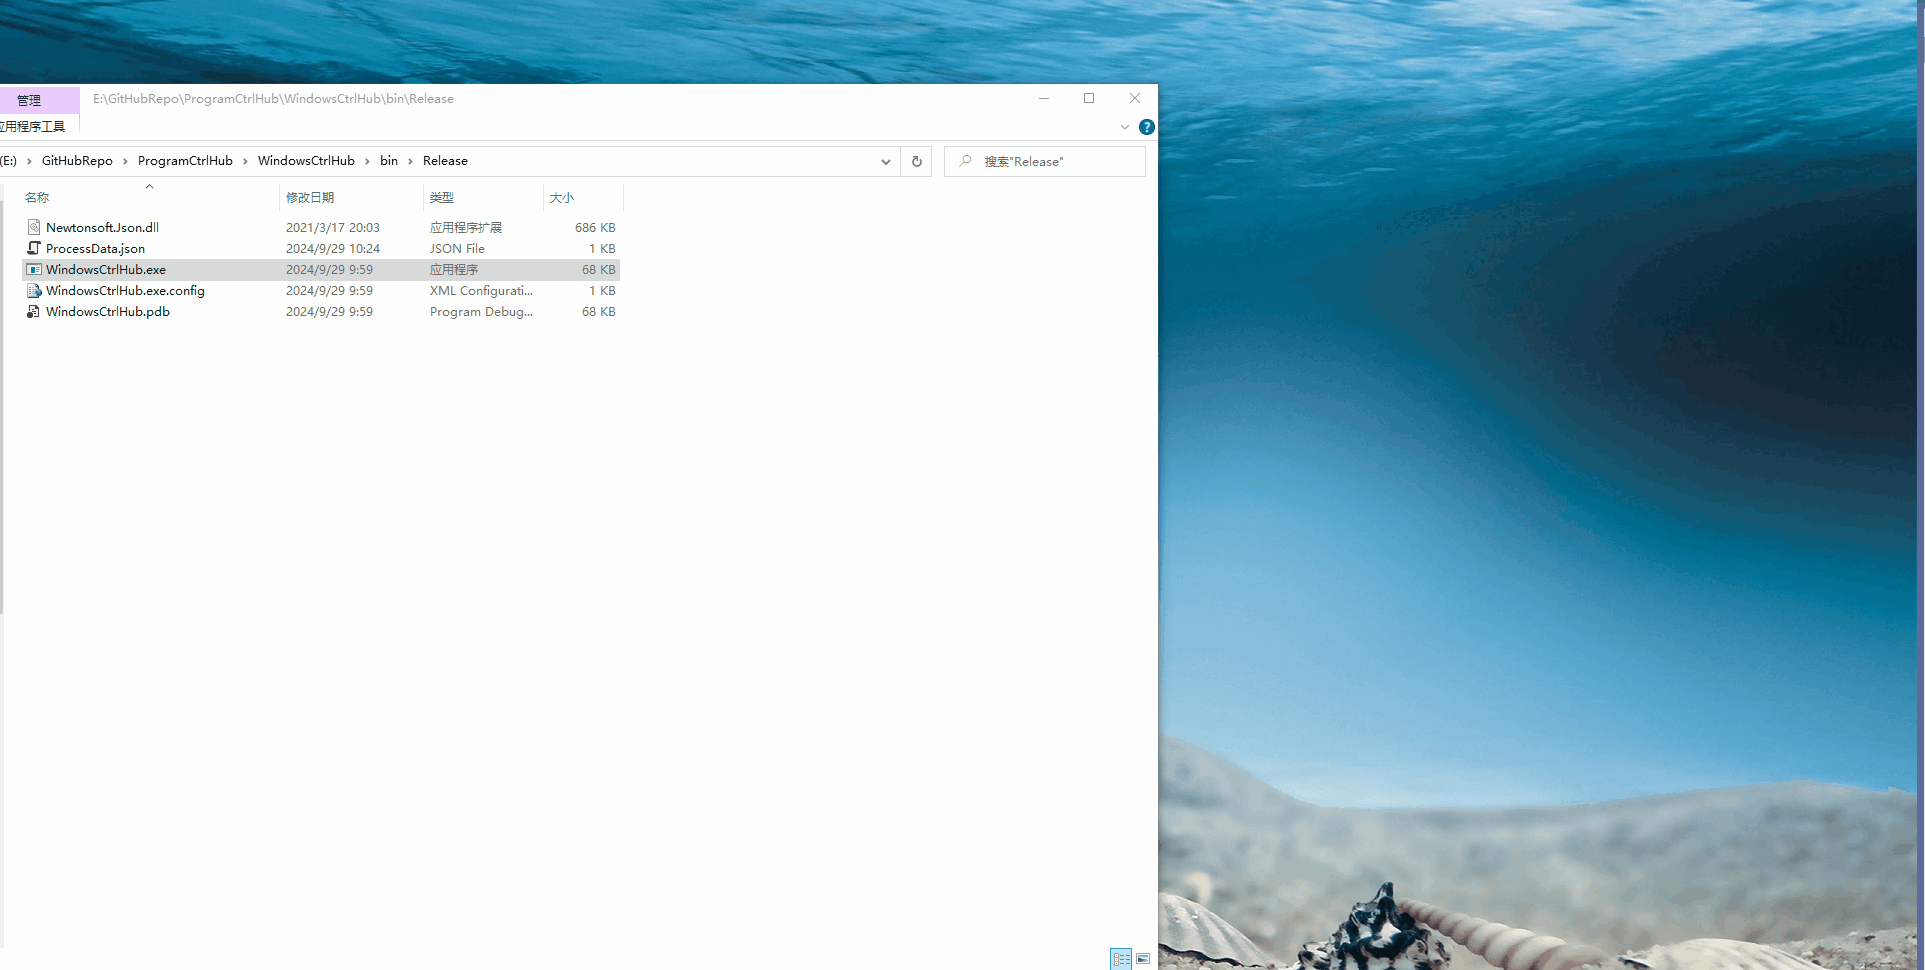 管理 E:\GitHubRepo\ProgramCtrlHub\WindowsCtrlHub\bin\Release
应用程序工具 ?
(E:) › GitHubRepo › ProgramCtrlHub › WindowsCtrlHub › bin › Release 搜索"Release"
名称 修改日期 类型 大小
Newtonsoft.Json.dll 2021/3/17 20:03 应用程序扩展 686 KB
ProcessData.json 2024/9/29 10:24 JSON File 1 KB
WindowsCtrlHub.exe 2024/9/29 9:59 应用程序 68 KB
WindowsCtrlHub.exe.config 2024/9/29 9:59 XML Configurati... 1 KB
WindowsCtrlHub.pdb 2024/9/29 9:59 Program Debug... 68 KB